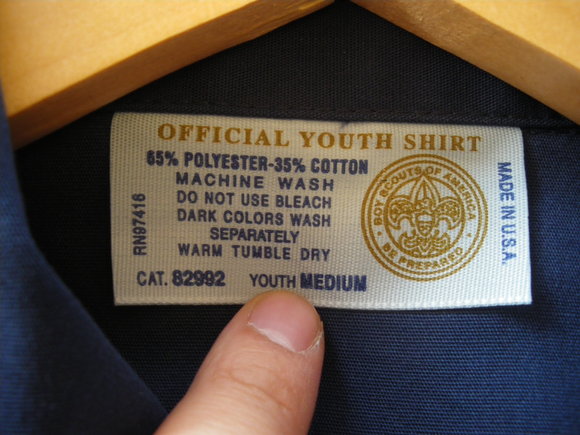 OFFICIAL YOUTH SHIRT
65% POLYESTER-35% COTTON
MACHINE WASH
DO NOT USE BLEACH
DARK COLORS WASH
SEPARATELY
WARM TUMBLE DRY
CAT. 82992 YOUTH MEDIUM
RN97416
BOY SCOUTS OF AMERICA
BE PREPARED
MADE IN U.S.A.